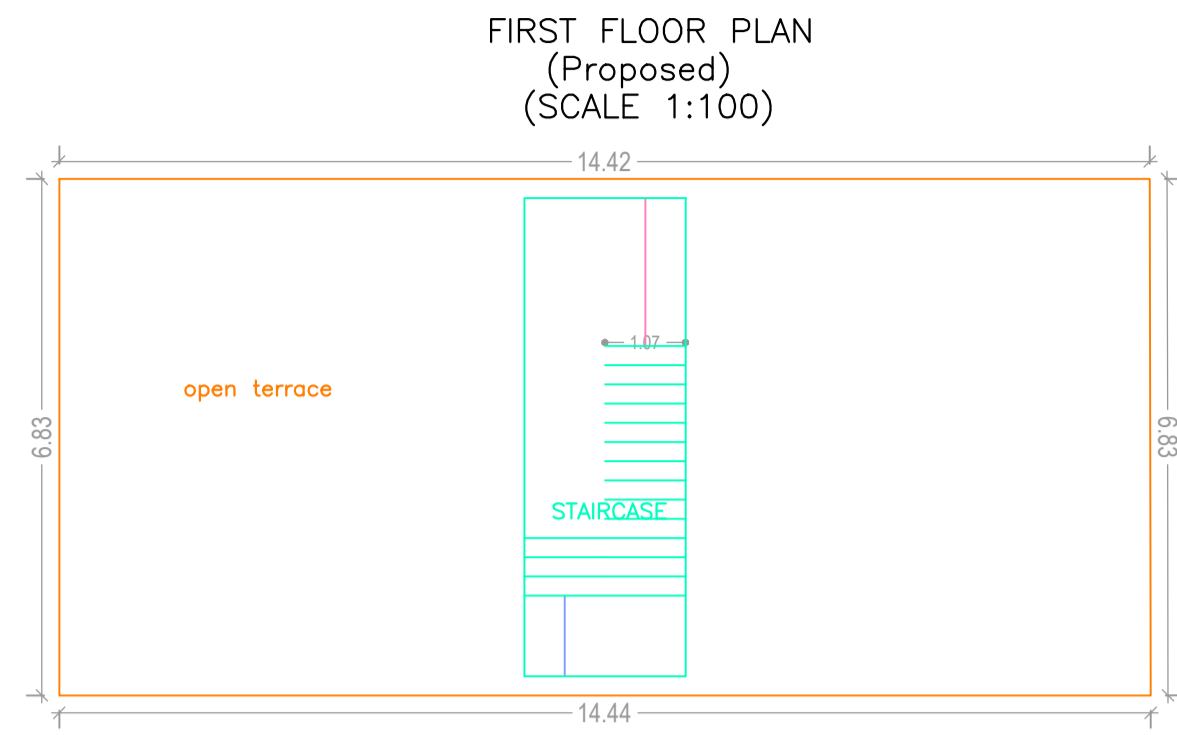 FIRST FLOOR PLAN
(Proposed)
(SCALE 1:100)
14.42
1.07
open terrace
6.83
6.83
STAIRCASE
14.44